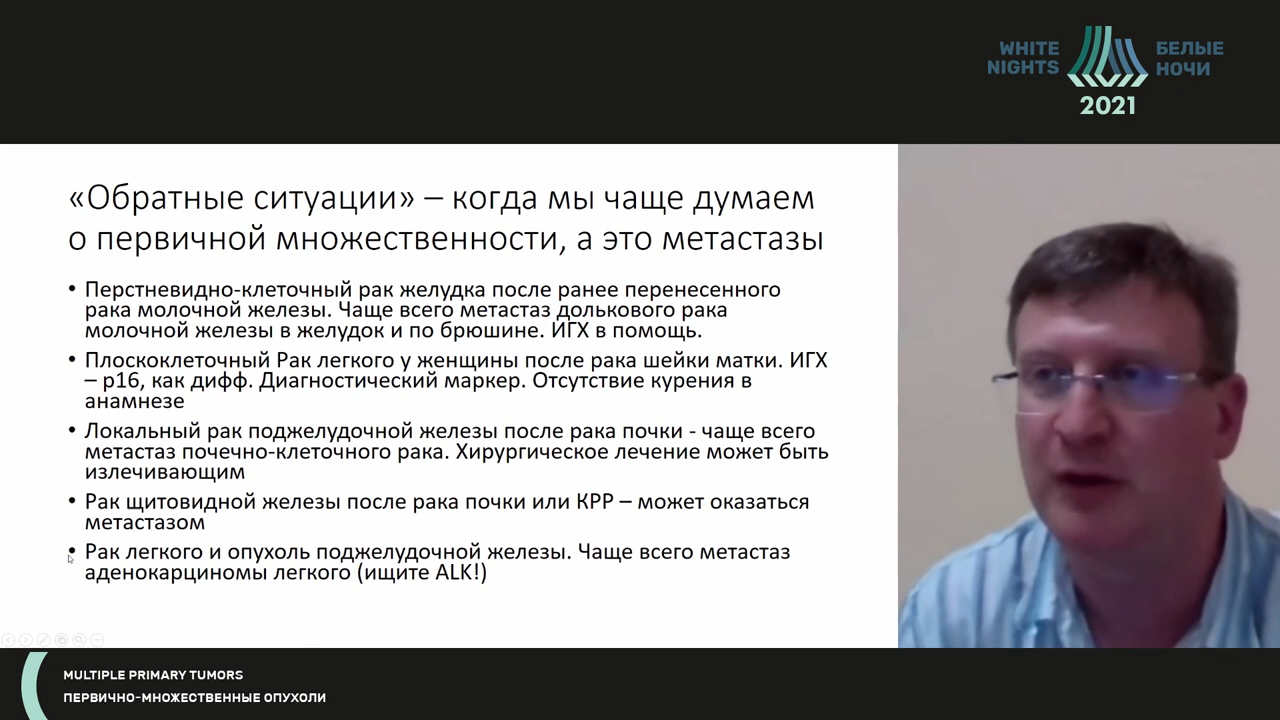 WHITE NIGHTS
БЕЛЫЕ НОЧИ
2021
«Обратные ситуации» – когда мы чаще думаем
о первичной множественности, а это метастазы
• Перстневидно-клеточный рак желудка после ранее перенесенного
рака молочной железы. Чаще всего метастаз долькового рака
молочной железы в желудок и по брюшине. ИГХ в помощь.
• Плоскоклеточный Рак легкого у женщины после рака шейки матки. ИГХ
– p16, как дифф. Диагностический маркер. Отсутствие курения в
анамнезе
• Локальный рак поджелудочной железы после рака почки - чаще всего
метастаз почечно-клеточного рака. Хирургическое лечение может быть
излечивающим
• Рак щитовидной железы после рака почки или КРР – может оказаться
метастазом
• Рак легкого и опухоль поджелудочной железы. Чаще всего метастаз
аденокарциномы легкого (ищите ALK!)
MULTIPLE PRIMARY TUMORS
ПЕРВИЧНО-МНОЖЕСТВЕННЫЕ ОПУХОЛИ